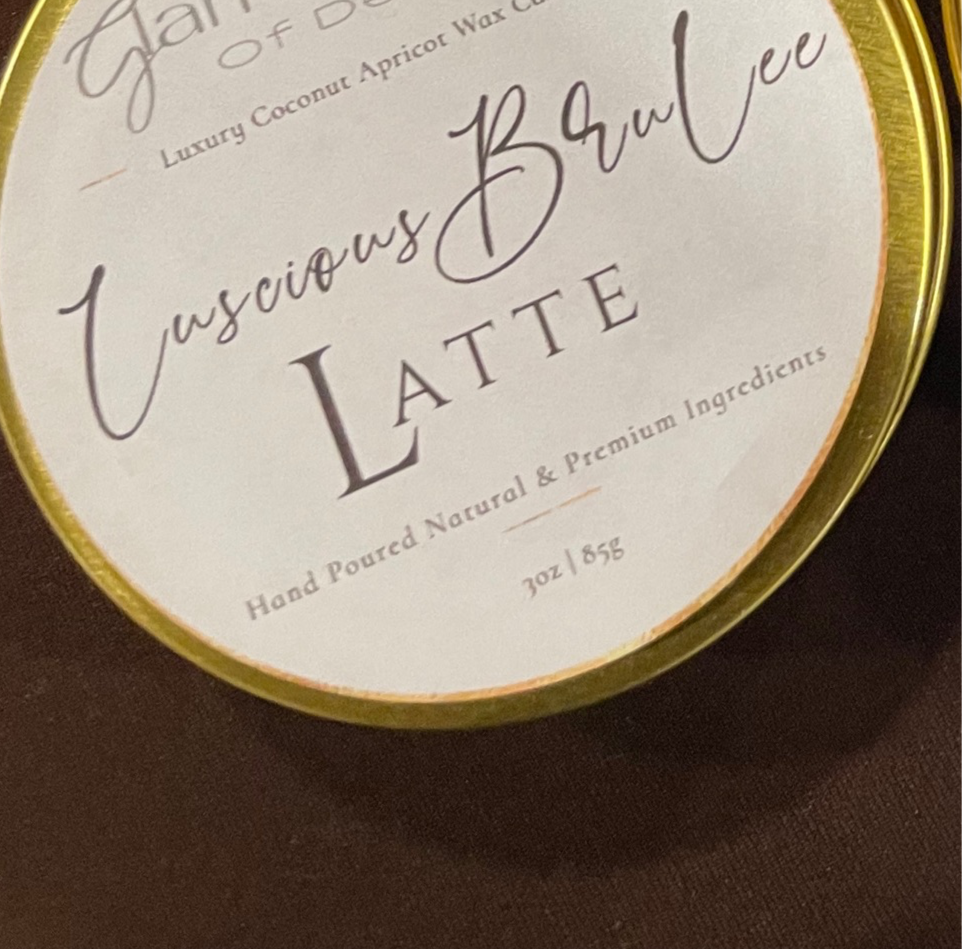 Of
Luxury Coconut Apricot Wax
Luscious Brulee
Latte
Hand Poured Natural & Premium Ingredients
3oz | 85g